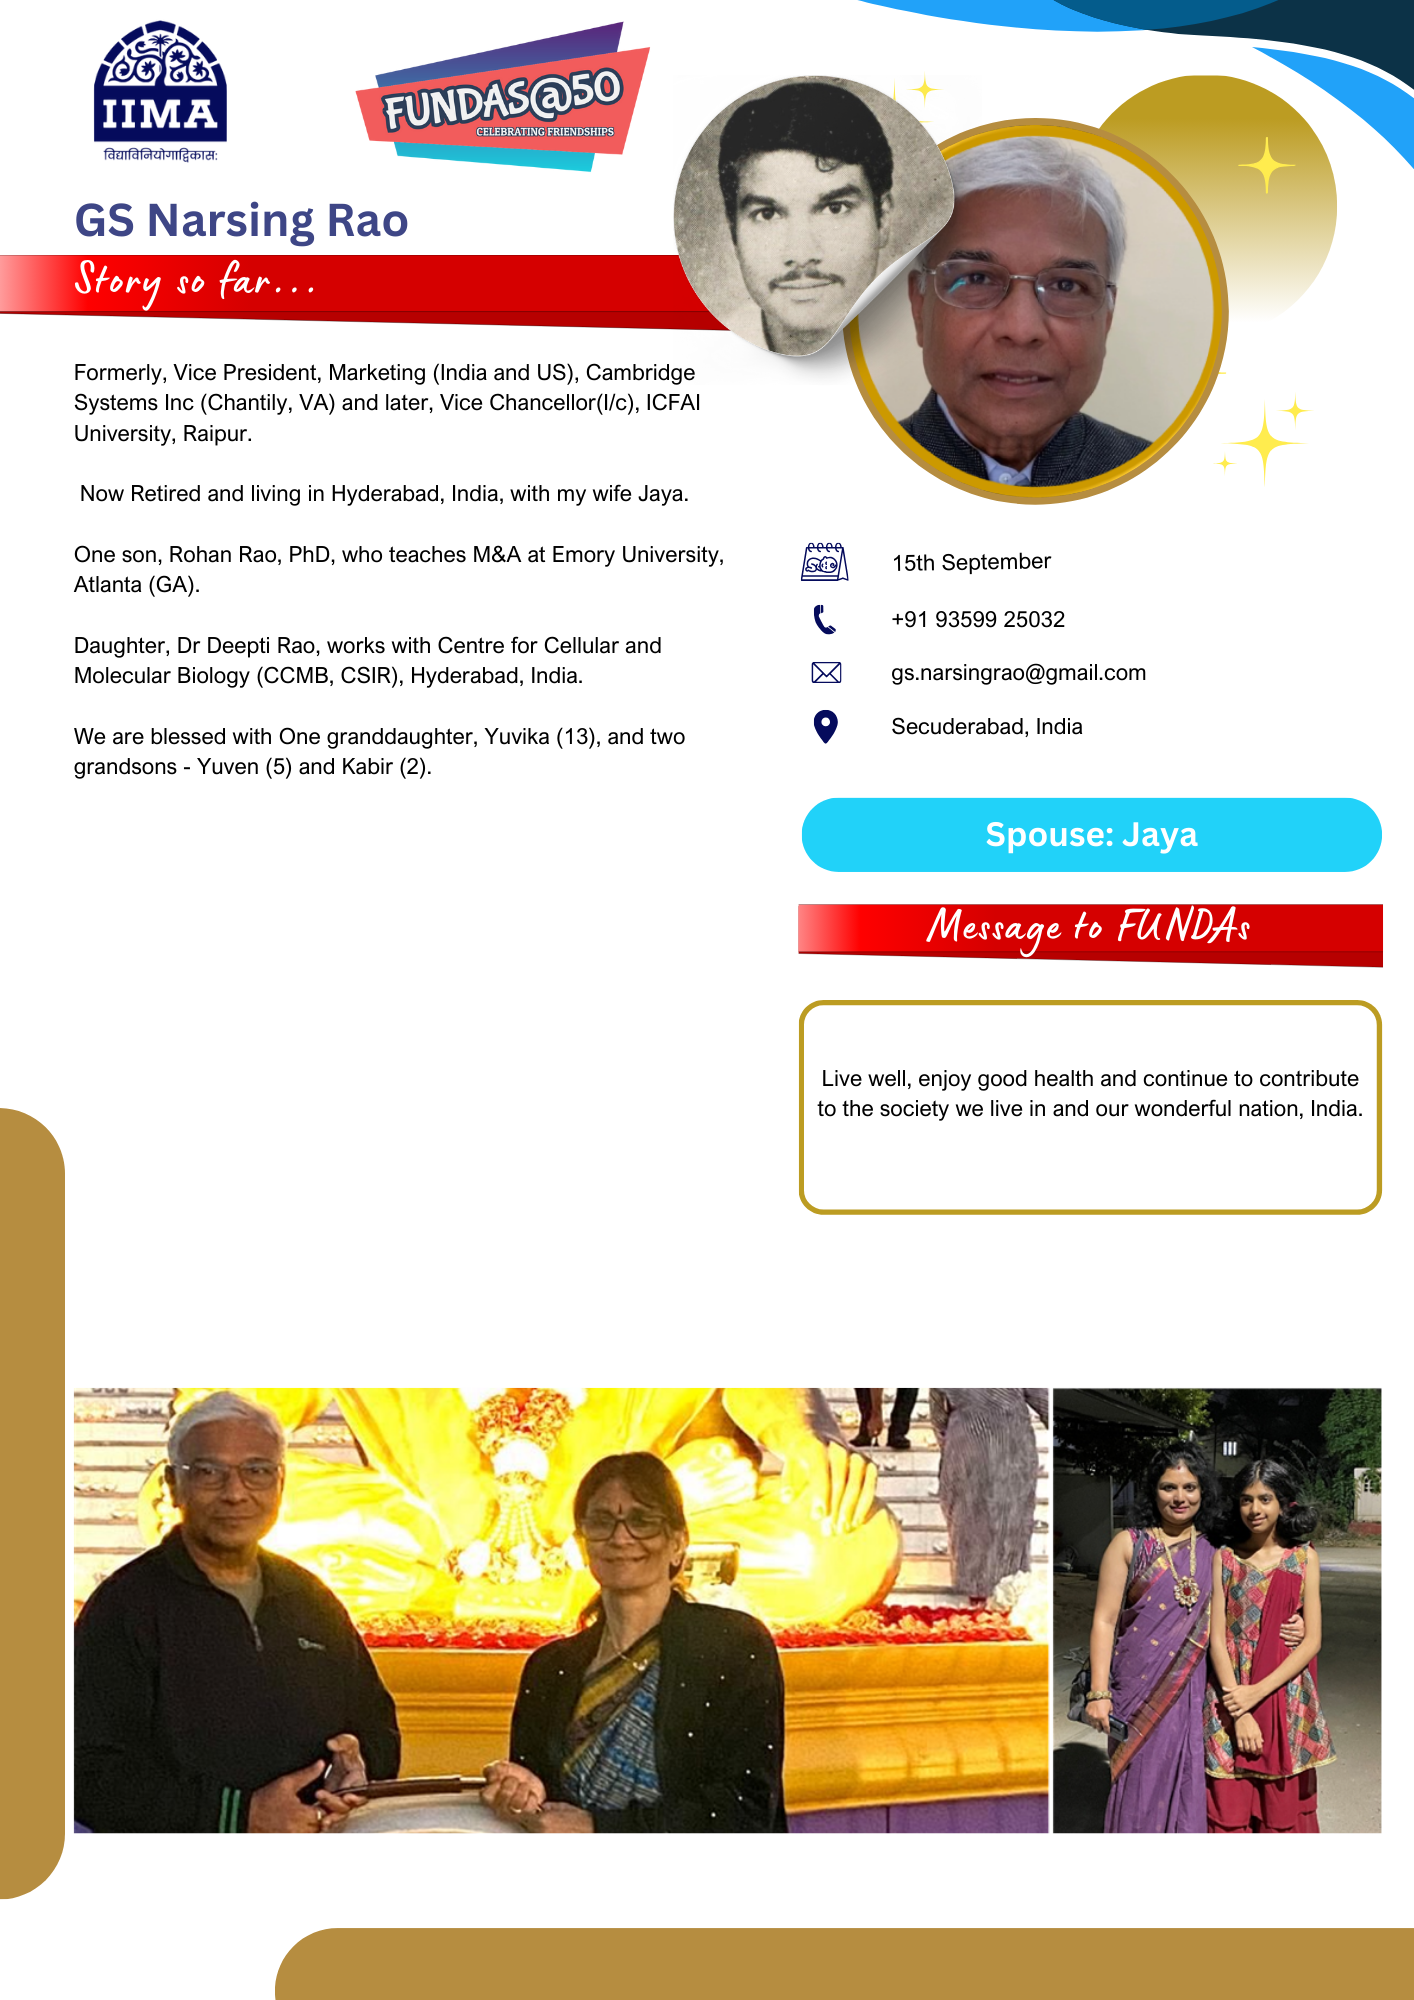 IIMA
विद्याविनियोगाद्विकास:
FUNDAS@50
CELEBRATING FRIENDSHIPS
GS Narsing Rao
Story so far...
Formerly, Vice President, Marketing (India and US), Cambridge
Systems Inc (Chantily, VA) and later, Vice Chancellor(I/c), ICFAI
University, Raipur.
Now Retired and living in Hyderabad, India, with my wife Jaya.
One son, Rohan Rao, PhD, who teaches M&A at Emory University,
Atlanta (GA).
Daughter, Dr Deepti Rao, works with Centre for Cellular and
Molecular Biology (CCMB, CSIR), Hyderabad, India.
We are blessed with One granddaughter, Yuvika (13), and two
grandsons - Yuven (5) and Kabir (2).
15th September
+91 93599 25032
gs.narsingrao@gmail.com
Secuderabad, India
Spouse: Jaya
Message to FUNDAs
Live well, enjoy good health and continue to contribute
to the society we live in and our wonderful nation, India.